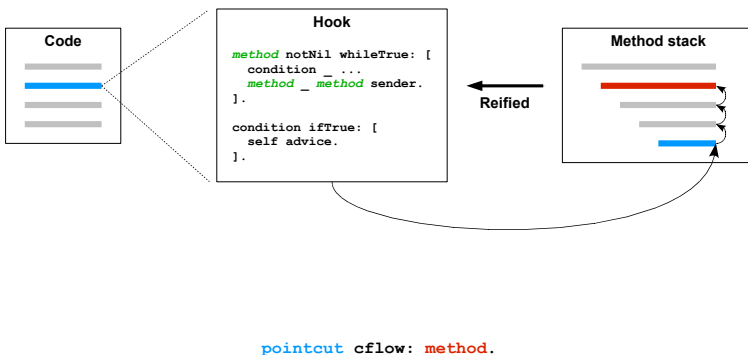 Code
Hook
method notNil whileTrue: [
condition _ ...
method _ method sender.
].
condition ifTrue: [
self advice.
].
Reified
Method stack
pointcut cflow: method.